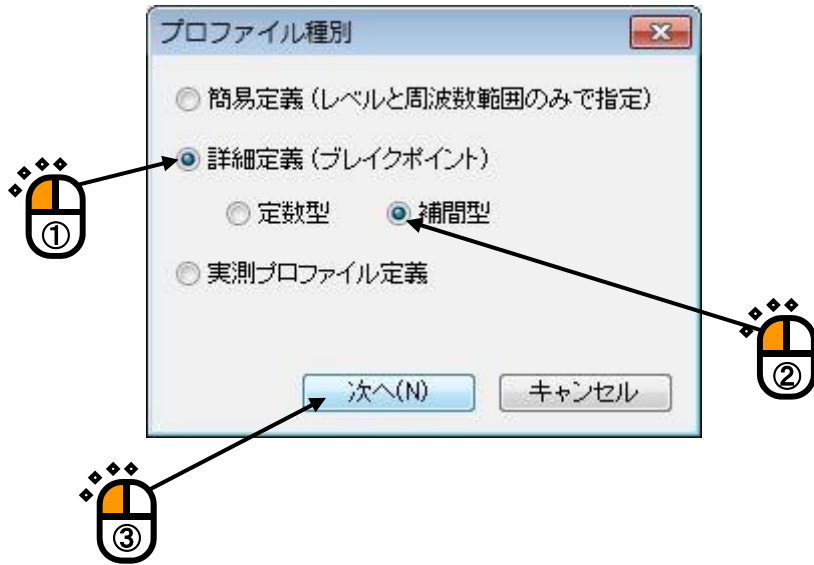 プロファイル種別
簡易定義(レベルと周波数範囲のみで指定)
詳細定義(ブレイクポイント)
①
定数型 補間型
実測プロファイル定義
②
次へ(N) キャンセル
③